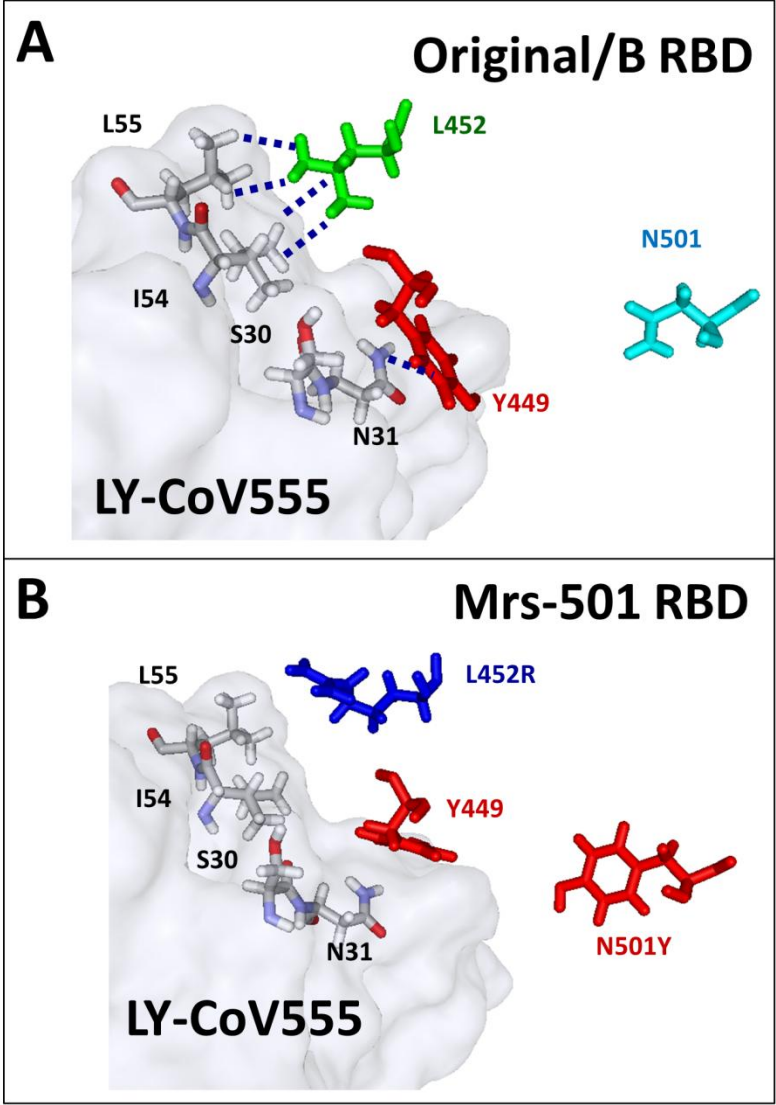 A
Original/B RBD
L55
L452
N501
I54
S30
Y449
N31
LY-CoV555
B
Mrs-501 RBD
L55
L452R
I54
Y449
S30
N31
N501Y
LY-CoV555